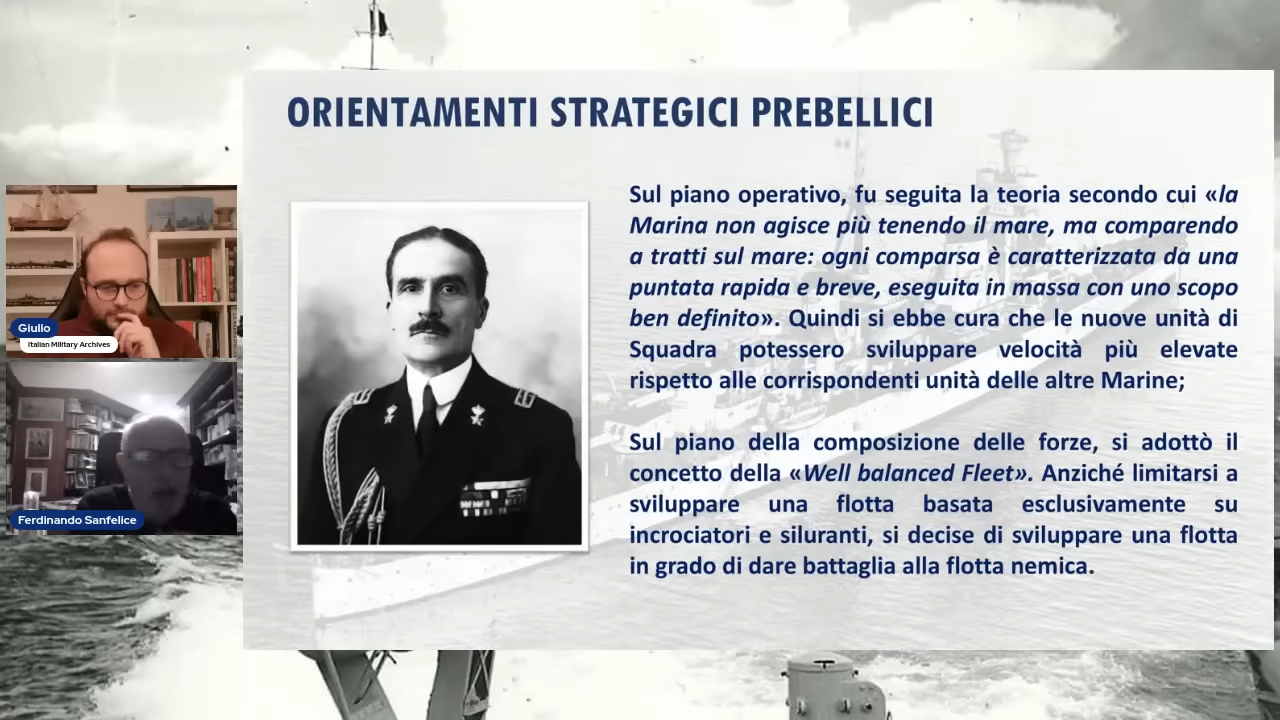 ORIENTAMENTI STRATEGICI PREBELLICI
Sul piano operativo, fu seguita la teoria secondo cui «la
Marina non agisce più tenendo il mare, ma comparendo
a tratti sul mare: ogni comparsa è caratterizzata da una
puntata rapida e breve, eseguita in massa con uno scopo
ben definito». Quindi si ebbe cura che le nuove unità di
Squadra potessero sviluppare velocità più elevate
rispetto alle corrispondenti unità delle altre Marine;
Sul piano della composizione delle forze, si adottò il
concetto della «Well balanced Fleet». Anziché limitarsi a
sviluppare una flotta basata esclusivamente su
incrociatori e siluranti, si decise di sviluppare una flotta
in grado di dare battaglia alla flotta nemica.
Giulio
Italian Military Archives
Ferdinando Sanfelice